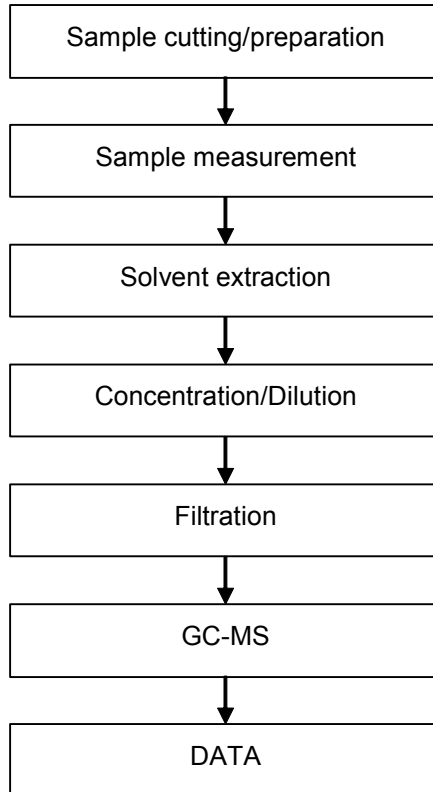 Sample cutting/preparation
Sample measurement
Solvent extraction
Concentration/Dilution
Filtration
GC-MS
DATA